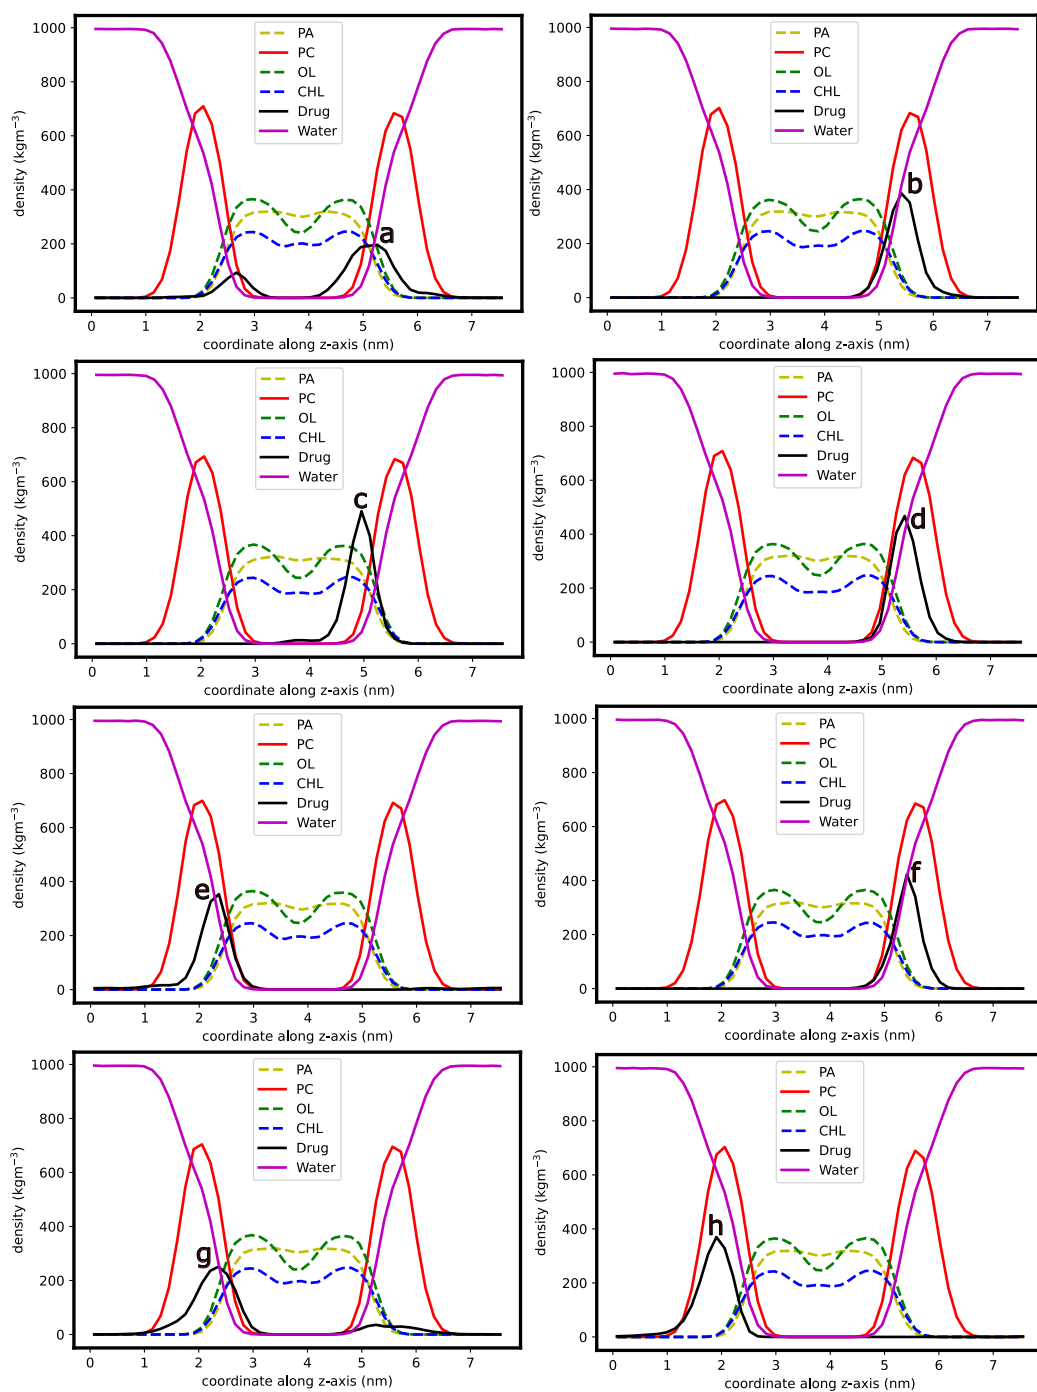 PA
PC
OL
CHL
Drug
Water
a
density (kgm⁻³)
1000
800
600
400
200
0
0 1 2 3 4 5 6 7
coordinate along z-axis (nm)
PA
PC
OL
CHL
Drug
Water
b
density (kgm⁻³)
1000
800
600
400
200
0
0 1 2 3 4 5 6 7
coordinate along z-axis (nm)
PA
PC
OL
CHL
Drug
Water
c
density (kgm⁻³)
1000
800
600
400
200
0
0 1 2 3 4 5 6 7
coordinate along z-axis (nm)
PA
PC
OL
CHL
Drug
Water
d
density (kgm⁻³)
1000
800
600
400
200
0
0 1 2 3 4 5 6 7
coordinate along z-axis (nm)
PA
PC
OL
CHL
Drug
Water
e
density (kgm⁻³)
1000
800
600
400
200
0
0 1 2 3 4 5 6 7
coordinate along z-axis (nm)
PA
PC
OL
CHL
Drug
Water
f
density (kgm⁻³)
1000
800
600
400
200
0
0 1 2 3 4 5 6 7
coordinate along z-axis (nm)
PA
PC
OL
CHL
Drug
Water
g
density (kgm⁻³)
1000
800
600
400
200
0
0 1 2 3 4 5 6 7
coordinate along z-axis (nm)
PA
PC
OL
CHL
Drug
Water
h
density (kgm⁻³)
1000
800
600
400
200
0
0 1 2 3 4 5 6 7
coordinate along z-axis (nm)